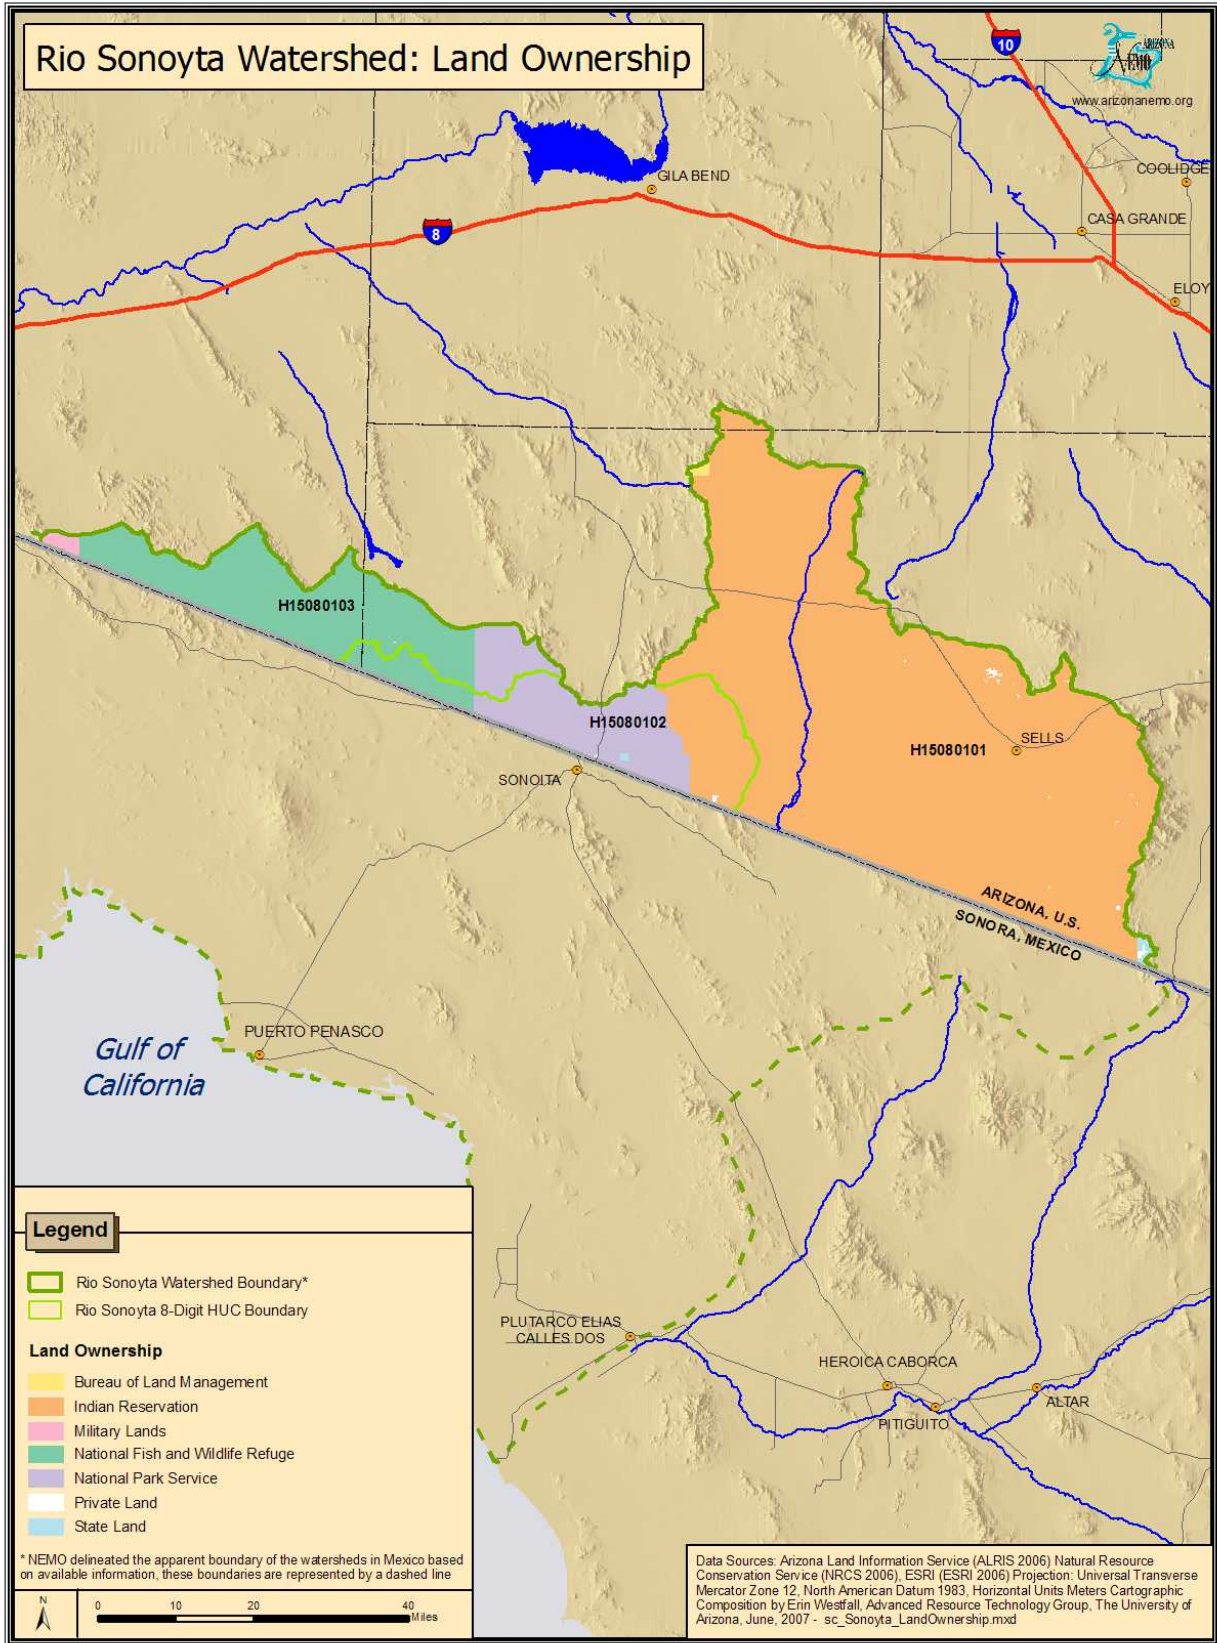 Rio Sonoyta Watershed: Land Ownership
10
ARIZONA
NEMO
www.arizonanemo.org
COOLIDGE
GILA BEND
CASA GRANDE
8
ELOY
H15080103
H15080102
SELLS
H15080101
SONOITA
ARIZONA, U.S.
SONORA, MEXICO
PUERTO PENASCO
Gulf of
California
PLUTARCO ELIAS
CALLES DOS
HEROICA CABORCA
ALTAR
PITIGUITO
Legend
Rio Sonoyta Watershed Boundary*
Rio Sonoyta 8-Digit HUC Boundary
Land Ownership
Bureau of Land Management
Indian Reservation
Military Lands
National Fish and Wildlife Refuge
National Park Service
Private Land
State Land
* NEMO delineated the apparent boundary of the watersheds in Mexico based
on available information, these boundaries are represented by a dashed line
N
0 10 20 40
Miles
Data Sources: Arizona Land Information Service (ALRIS 2006) Natural Resource
Conservation Service (NRCS 2006), ESRI (ESRI 2006) Projection: Universal Transverse
Mercator Zone 12, North American Datum 1983, Horizontal Units Meters Cartographic
Composition by Erin Westfall, Advanced Resource Technology Group, The University of
Arizona, June, 2007 - sc_Sonoyta_LandOwnership.mxd